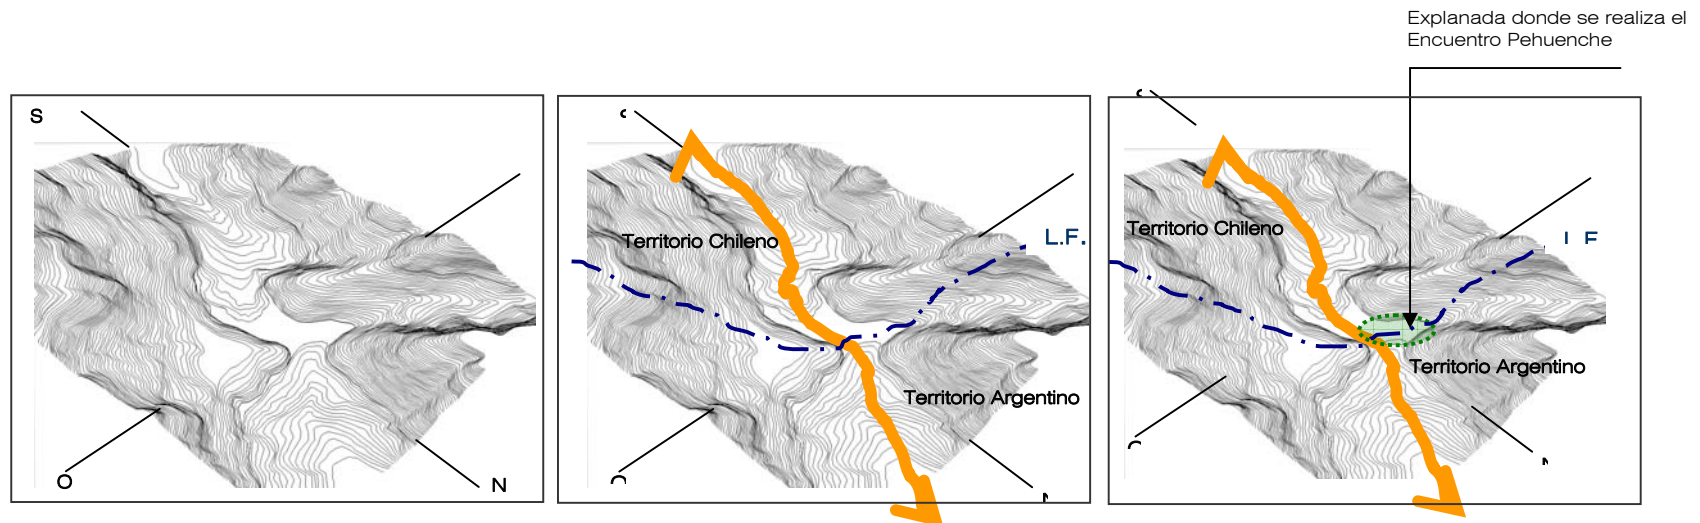 Explanada donde se realiza el
Encuentro Pehuenche
S
O
N
Territorio Chileno
L.F.
Territorio Argentino
Territorio Chileno
F
Territorio Argentino